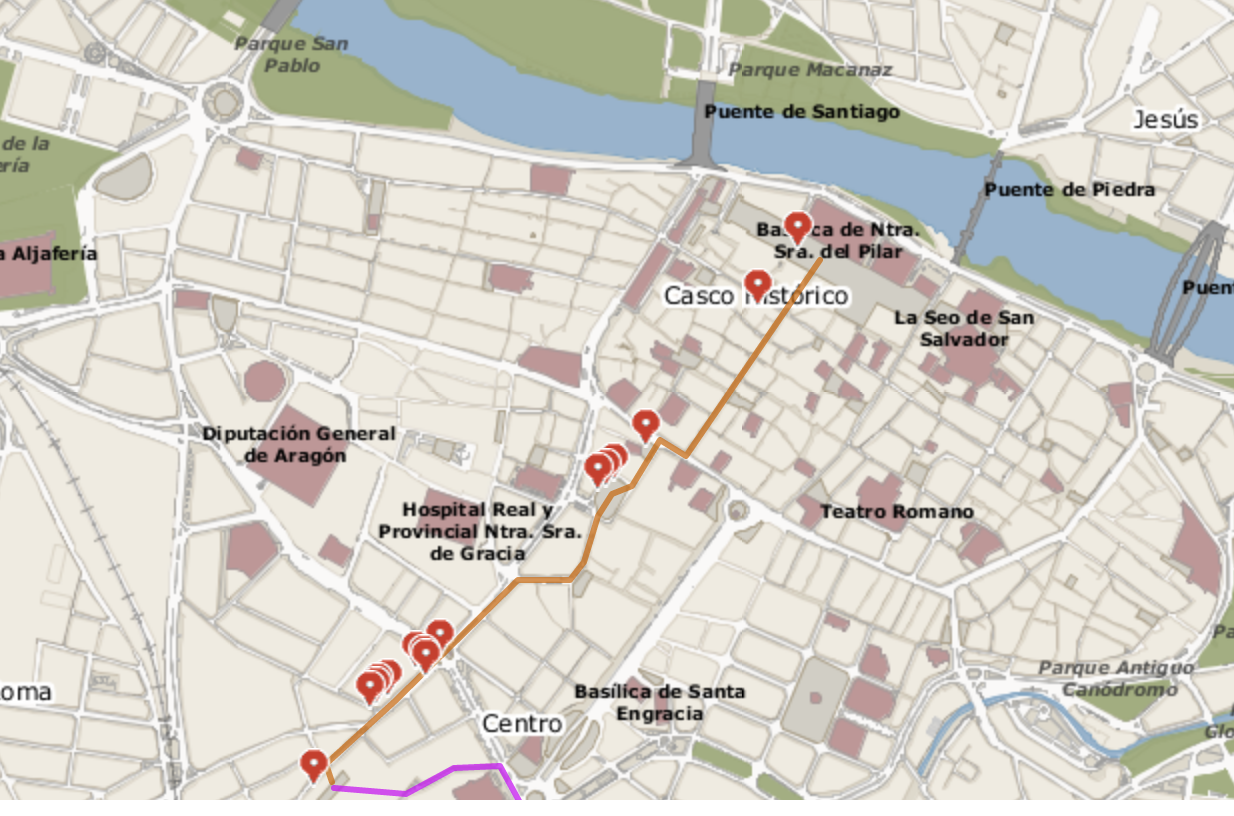 Parque San
Pablo
Parque Macanaz
Puente de Santiago
Jesús
de la
ería
Puente de Piedra
a Aljafería
Basílica de Ntra.
Sra. del Pilar
Puent
Casco Histórico
La Seo de San
Salvador
Diputación General
de Aragón
Hospital Real y
Provincial Ntra. Sra.
de Gracia
Teatro Romano
Pa
Parque Antiguo
Canódromo
oma
Basílica de Santa
Engracia
Centro
Glo